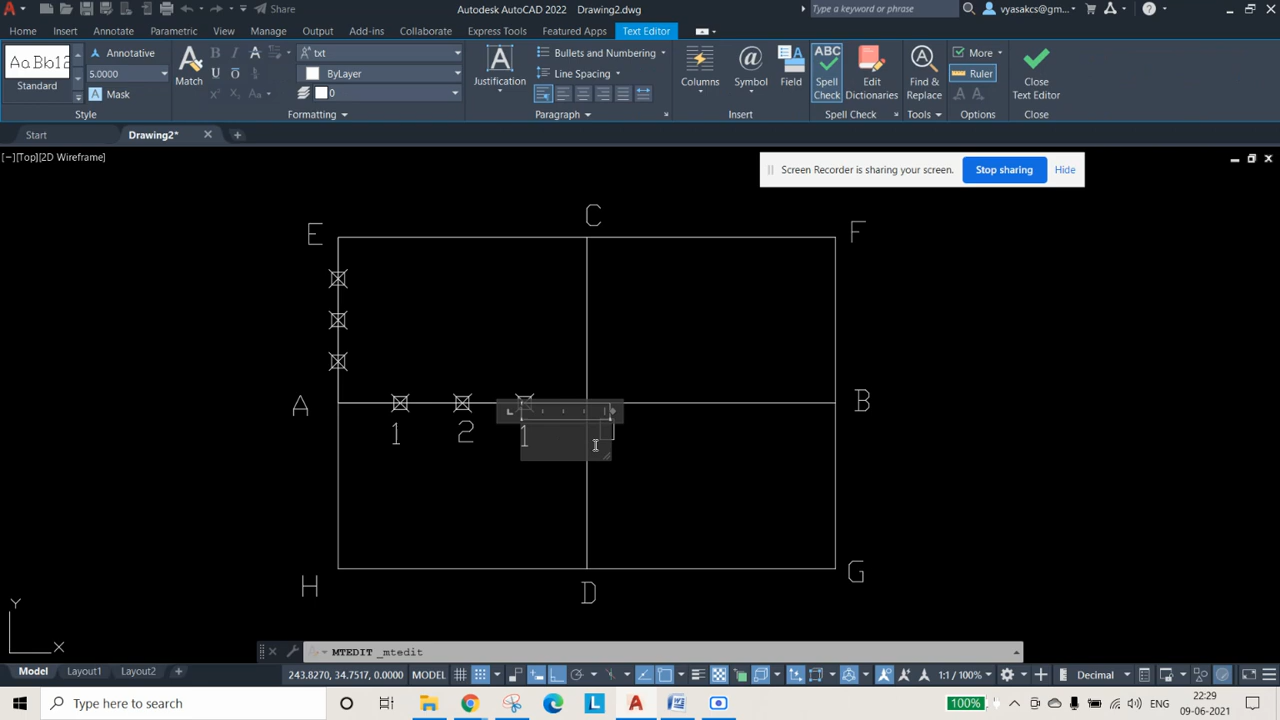 Autodesk AutoCAD 2022 Drawing2.dwg
Share
Type a keyword or phrase
vyasakcs@gm...
Home Insert Annotate Parametric View Manage Output Add-ins Collaborate Express Tools Featured Apps Text Editor
AaBb12
Standard
Annotative
5.0000
Mask
Style
Match
txt
ByLayer
0
Formatting
Justification
Bullets and Numbering
Line Spacing
Paragraph
Columns
Symbol
Field
Insert
Spell Check
Edit Dictionaries
Spell Check
Find & Replace
Tools
More
Ruler
Options
Close Text Editor
Close
Start
Drawing2*
[−][Top][2D Wireframe]
Screen Recorder is sharing your screen.
Stop sharing
Hide
C
E
F
A
B
1
2
1
H
D
G
Y
X
MTEDIT _mtedit
Model Layout1 Layout2
243.8270, 34.7517, 0.0000
MODEL
1:1 / 100%
Decimal
Type here to search
100%
ENG
22:29
09-06-2021